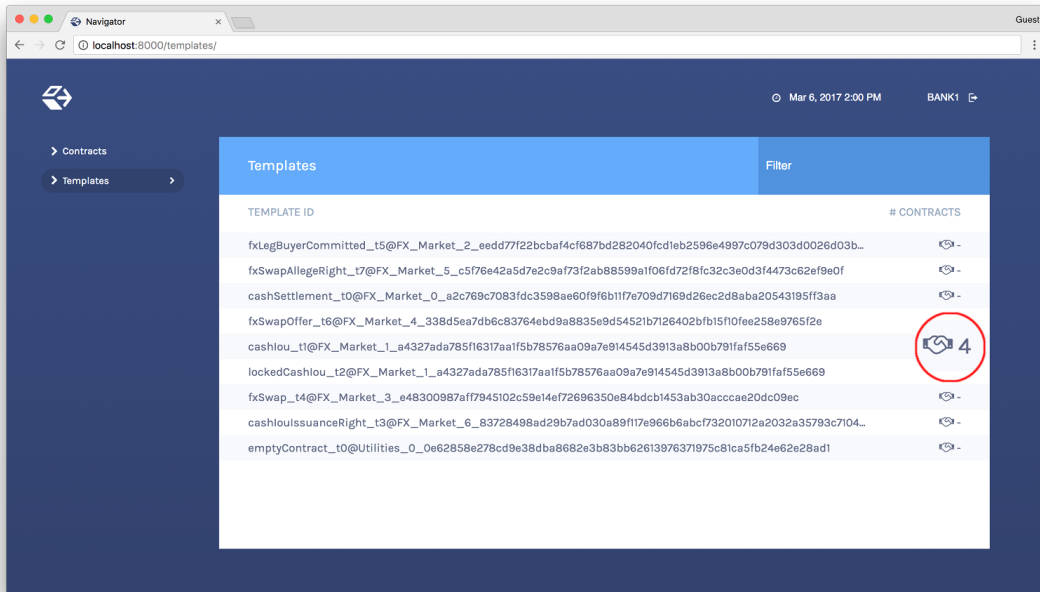 Navigator
Guest
localhost:8000/templates/
Mar 6, 2017 2:00 PM
BANK1
Contracts
Templates
Templates
Filter
TEMPLATE ID
# CONTRACTS
fxLegBuyerCommitted_t5@FX_Market_2_eedd77f22bcbaf4cf687bd282040fcd1eb2596e4997c079d303d0026d03b... -
fxSwapAllegeRight_t7@FX_Market_5_c5f76e42a5d7e2c9af73f2ab88599a1f06fd72f8fc32c3e0d3f4473c62ef9e0f -
cashSettlement_t0@FX_Market_0_a2c769c7083fdc3598ae60f9f6b11f7e709d7169d26ec2d8aba20543195ff3aa -
fxSwapOffer_t6@FX_Market_4_338d5ea7db6c83764ebd9a8835e9d54521b7126402bfb15f10fee258e9765f2e
cashIou_t1@FX_Market_1_a4327ada785f16317aa1f5b78576aa09a7e914545d3913a8b00b791faf55e669 4
lockedCashIou_t2@FX_Market_1_a4327ada785f16317aa1f5b78576aa09a7e914545d3913a8b00b791faf55e669
fxSwap_t4@FX_Market_3_e48300987aff7945102c59e14ef72696350e84bdcb1453ab30acccae20dc09ec -
cashIouIssuanceRight_t3@FX_Market_6_83728498ad29b7ad030a89f117e966b6abcf732010712a2032a35793c7104... -
emptyContract_t0@Utilities_0_0e62858e278cd9e38dba8682e3b83bb62613976371975c81ca5fb24e62e28ad1 -